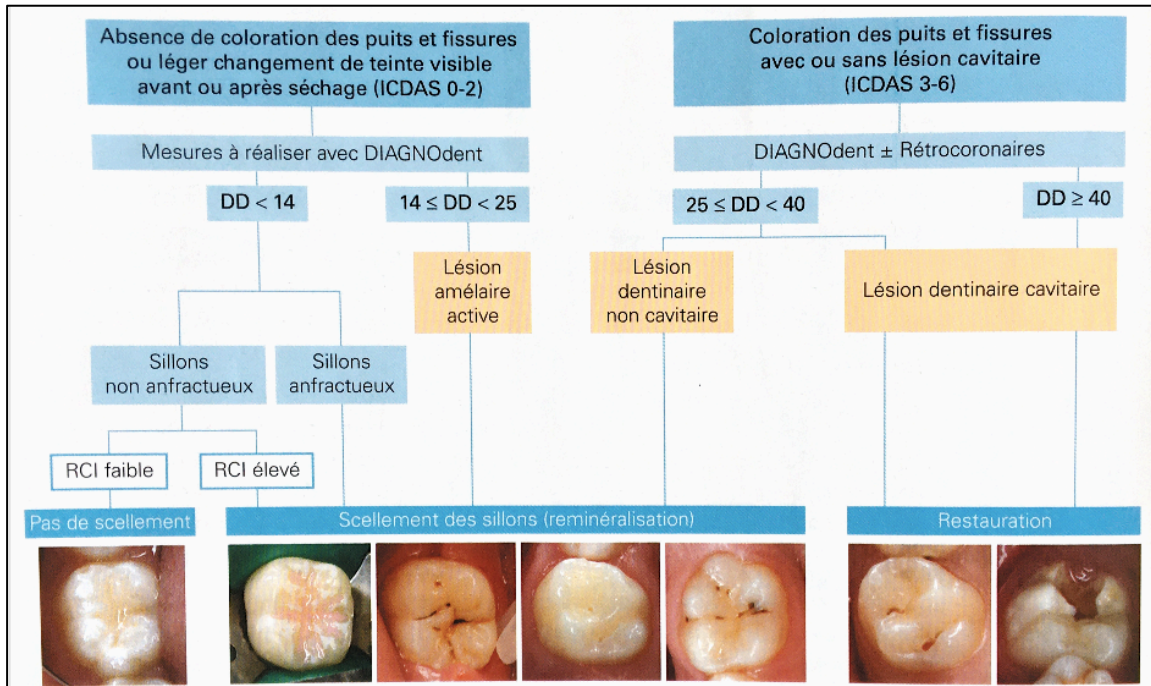 Absence de coloration des puits et fissures
ou léger changement de teinte visible
avant ou après séchage (ICDAS 0-2)
Coloration des puits et fissures
avec ou sans lésion cavitaire
(ICDAS 3-6)
Mesures à réaliser avec DIAGNOdent
DIAGNOdent ± Rétrocoronaires
DD < 14
14 ≤ DD < 25
25 ≤ DD < 40
DD ≥ 40
Lésion
amélaire
active
Lésion
dentinaire
non cavitaire
Lésion dentinaire cavitaire
Sillons
non anfractueux
Sillons
anfractueux
RCI faible
RCI élevé
Pas de scellement
Scellement des sillons (reminéralisation)
Restauration